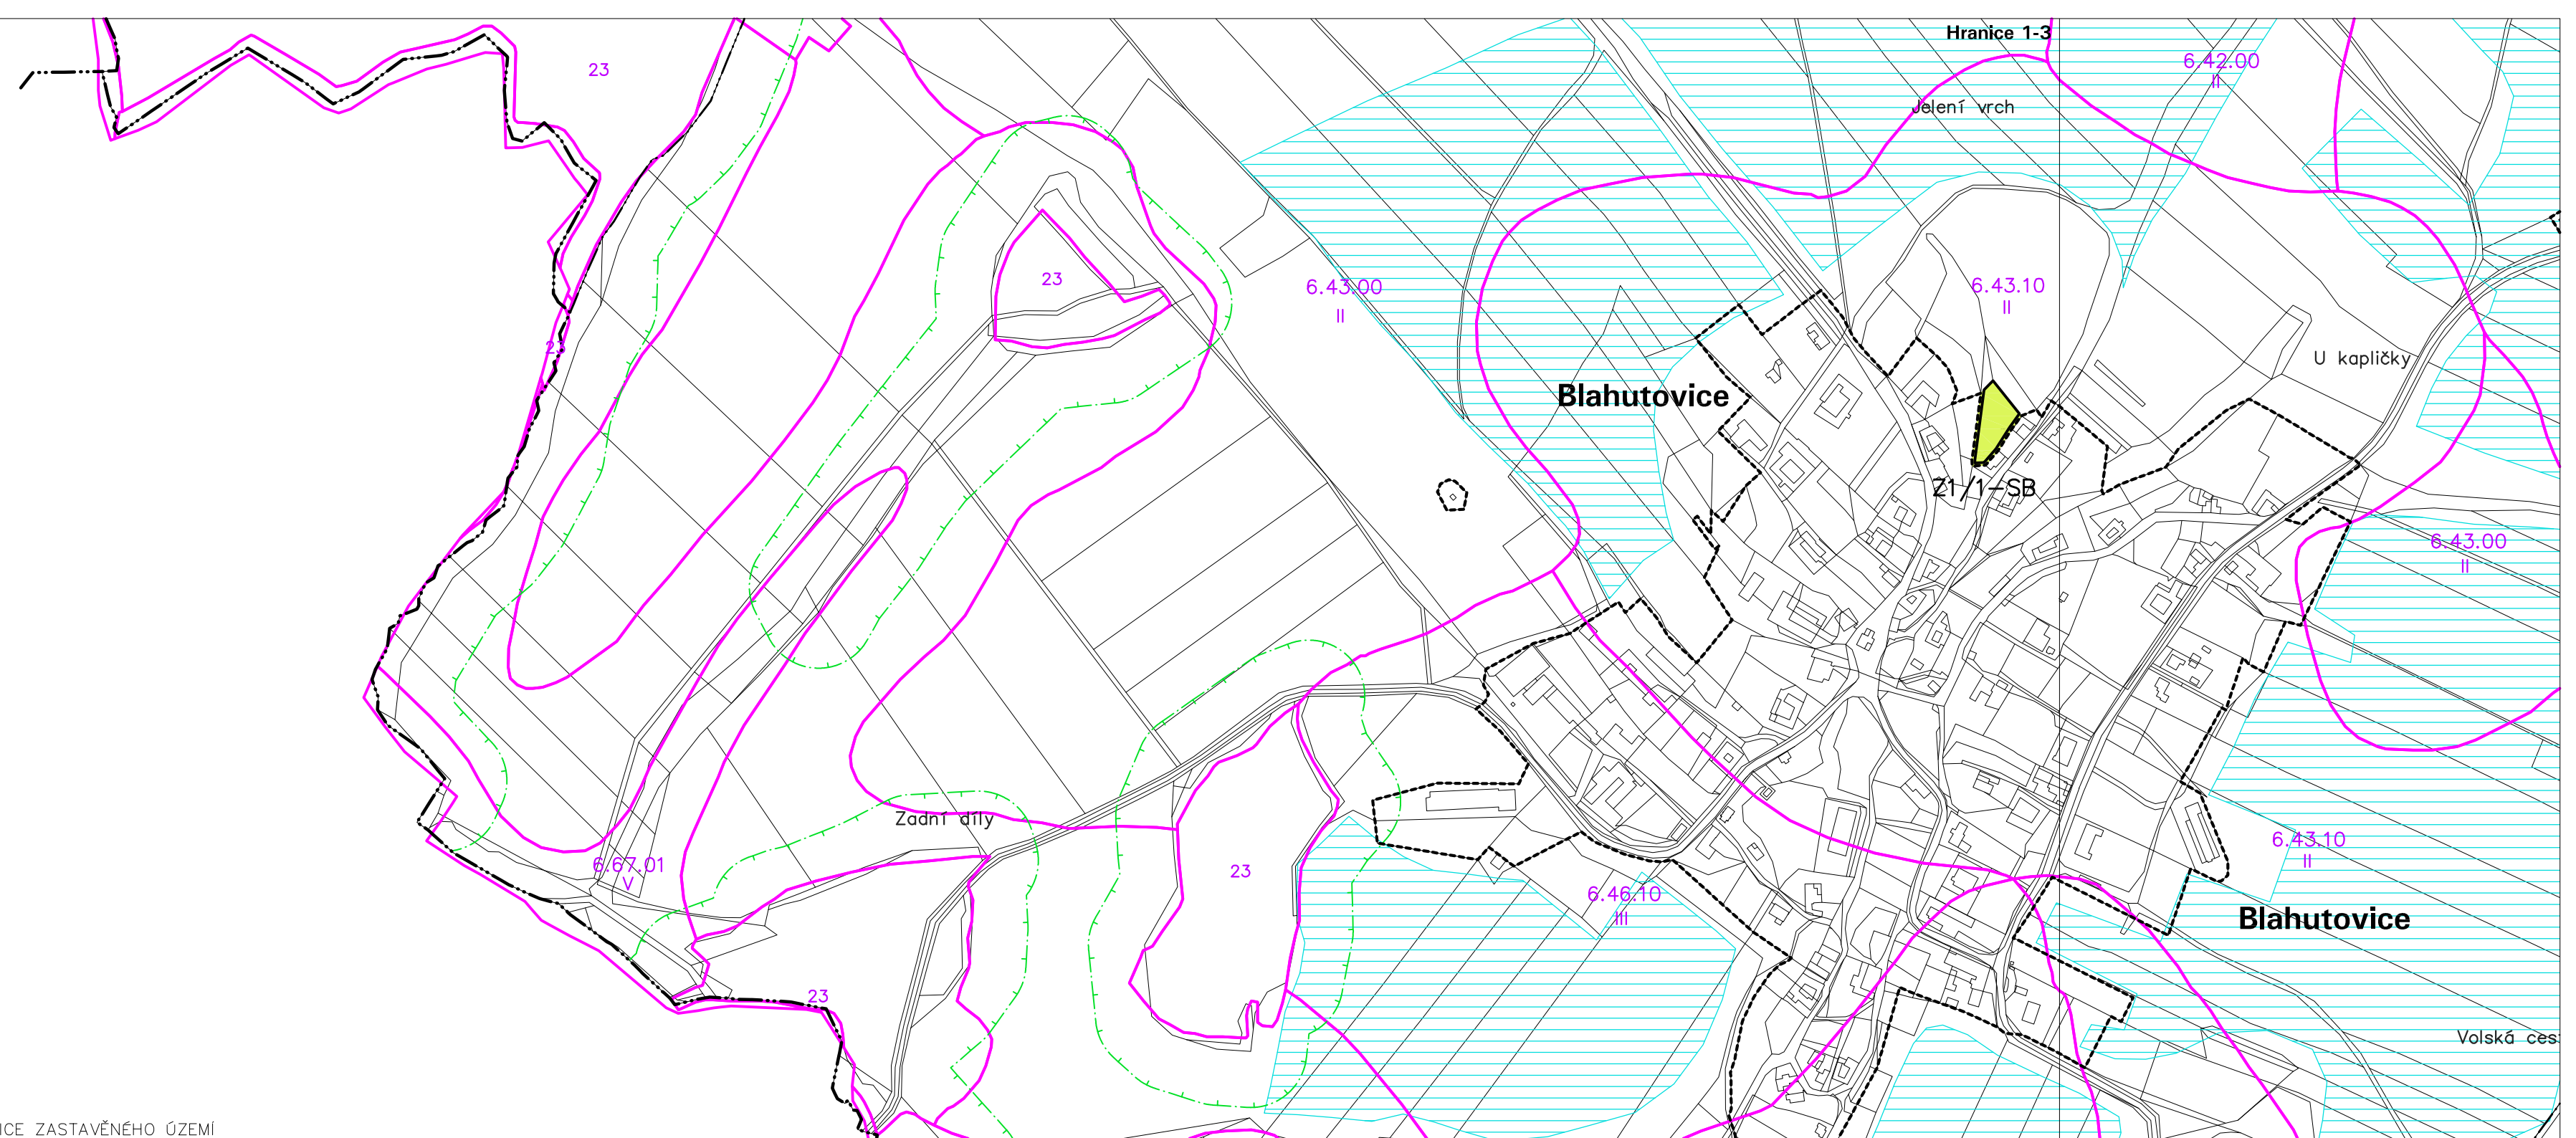 Hranice 1-3
6.42.00
II
23
Jelení vrch
23
6.43.00
II
6.43.10
II
23
U kapličky
Blahutovice
Z1/1-SB
6.43.00
II
Zadní díly
6.67.01
V
23
6.46.10
III
6.43.10
II
Blahutovice
23
Volská ces
ICE ZASTAVĚNÉHO ÚZEMÍ